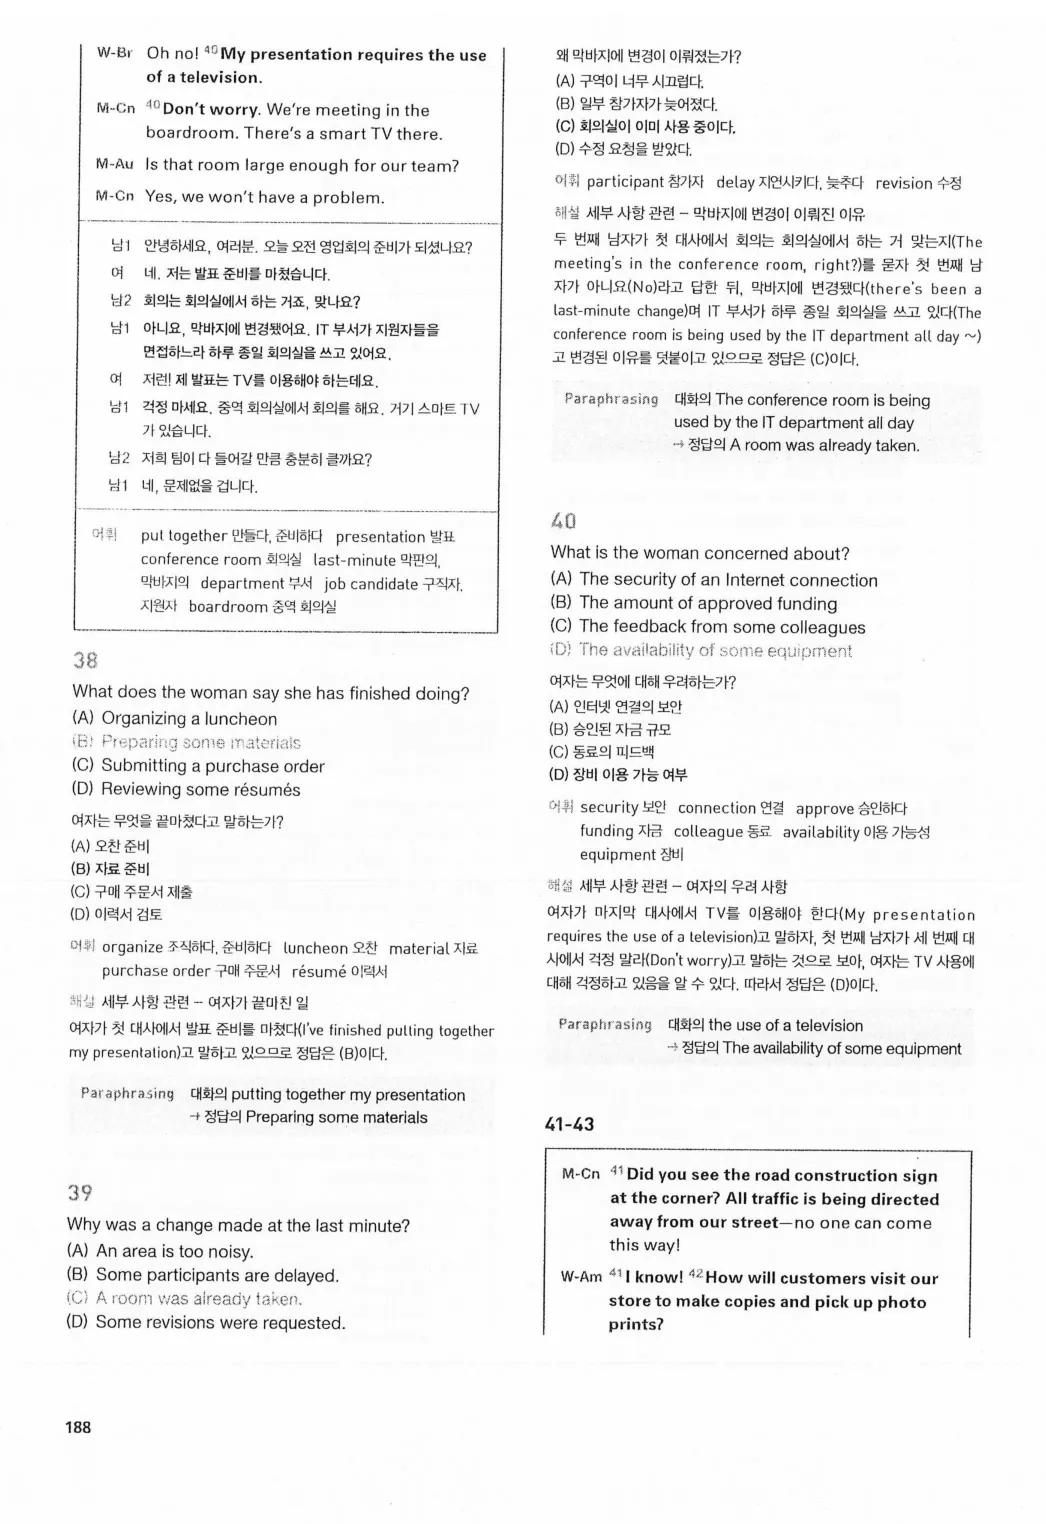 W-Br Oh no! 40 My presentation requires the use
of a television.
M-Cn 40 Don't worry. We're meeting in the
boardroom. There's a smart TV there.
M-Au Is that room large enough for our team?
M-Cn Yes, we won't have a problem.
남1 안녕하세요, 여러분. 오늘 오전 영업회의 준비가 되셨나요?
여 네. 저는 발표 준비를 마쳤습니다.
남2 회의는 회의실에서 하는 거죠, 맞나요?
남1 아니요, 막바지에 변경됐어요. IT 부서가 지원자들을
면접하느라 하루 종일 회의실을 쓰고 있어요.
여 저런! 제 발표는 TV를 이용해야 하는데요.
남1 걱정 마세요. 중역 회의실에서 회의를 해요. 거기 스마트 TV
가 있습니다.
남2 저희 팀이 다 들어갈 만큼 충분히 클까요?
남1 네, 문제없을 겁니다.
어휘 put together 만들다, 준비하다 presentation 발표
conference room 회의실 last-minute 막판의,
막바지의 department 부서 job candidate 구직자,
지원자 boardroom 중역 회의실
38
What does the woman say she has finished doing?
(A) Organizing a luncheon
(B) Preparing some materials
(C) Submitting a purchase order
(D) Reviewing some résumés
여자는 무엇을 끝마쳤다고 말하는가?
(A) 오찬 준비
(B) 자료 준비
(C) 구매 주문서 제출
(D) 이력서 검토
어휘 organize 조직하다, 준비하다 luncheon 오찬 material 자료
purchase order 구매 주문서 résumé 이력서
해설 세부 사항 관련 – 여자가 끝마친 일
여자가 첫 대사에서 발표 준비를 마쳤다(I've finished putting together
my presentation)고 말하고 있으므로 정답은 (B)이다.
Paraphrasing 대화의 putting together my presentation
→ 정답의 Preparing some materials
39
Why was a change made at the last minute?
(A) An area is too noisy.
(B) Some participants are delayed.
(C) A room was already taken.
(D) Some revisions were requested.
왜 막바지에 변경이 이뤄졌는가?
(A) 구역이 너무 시끄럽다.
(B) 일부 참가자가 늦어졌다.
(C) 회의실이 이미 사용 중이다.
(D) 수정 요청을 받았다.
어휘 participant 참가자 delay 지연시키다, 늦추다 revision 수정
해설 세부 사항 관련 – 막바지에 변경이 이뤄진 이유
두 번째 남자가 첫 대사에서 회의는 회의실에서 하는 거 맞는지(The
meeting's in the conference room, right?)를 묻자 첫 번째 남
자가 아니요(No)라고 답한 뒤, 막바지에 변경됐다(there's been a
last-minute change)며 IT 부서가 하루 종일 회의실을 쓰고 있다(The
conference room is being used by the IT department all day ~)
고 변경된 이유를 덧붙이고 있으므로 정답은 (C)이다.
Paraphrasing 대화의 The conference room is being
used by the IT department all day
→ 정답의 A room was already taken.
40
What is the woman concerned about?
(A) The security of an Internet connection
(B) The amount of approved funding
(C) The feedback from some colleagues
(D) The availability of some equipment
여자는 무엇에 대해 우려하는가?
(A) 인터넷 연결의 보안
(B) 승인된 자금 규모
(C) 동료의 피드백
(D) 장비 이용 가능 여부
어휘 security 보안 connection 연결 approve 승인하다
funding 자금 colleague 동료 availability 이용 가능성
equipment 장비
해설 세부 사항 관련 – 여자의 우려 사항
여자가 마지막 대사에서 TV를 이용해야 한다(My presentation
requires the use of a television)고 말하자, 첫 번째 남자가 세 번째 대
사에서 걱정 말라(Don't worry)고 말하는 것으로 보아, 여자는 TV 사용에
대해 걱정하고 있음을 알 수 있다. 따라서 정답은 (D)이다.
Paraphrasing 대화의 the use of a television
→ 정답의 The availability of some equipment
41-43
M-Cn 41 Did you see the road construction sign
at the corner? All traffic is being directed
away from our street—no one can come
this way!
W-Am 41 I know! 42 How will customers visit our
store to make copies and pick up photo
prints?
188